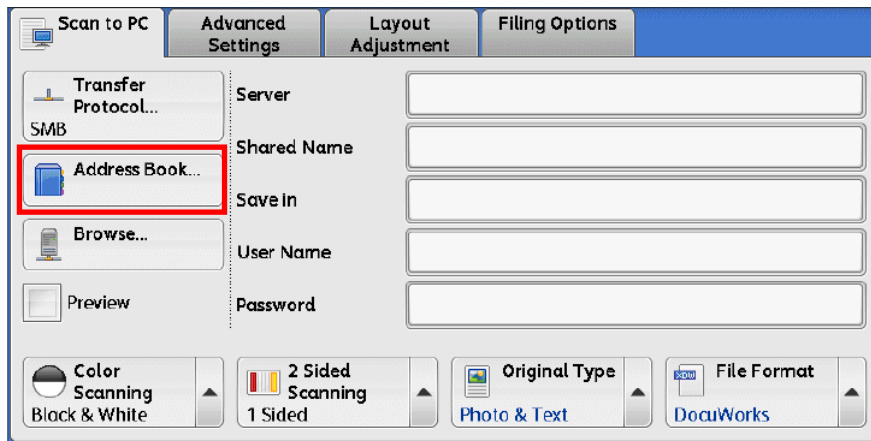 Scan to PC
Advanced
Settings
Layout
Adjustment
Filing Options
Transfer
Protocol...
SMB
Server
Shared Name
Address Book...
Save in
Browse...
User Name
Preview
Password
Color
Scanning
Black & White
2 Sided
Scanning
1 Sided
Original Type
Photo & Text
XDW
File Format
DocuWorks